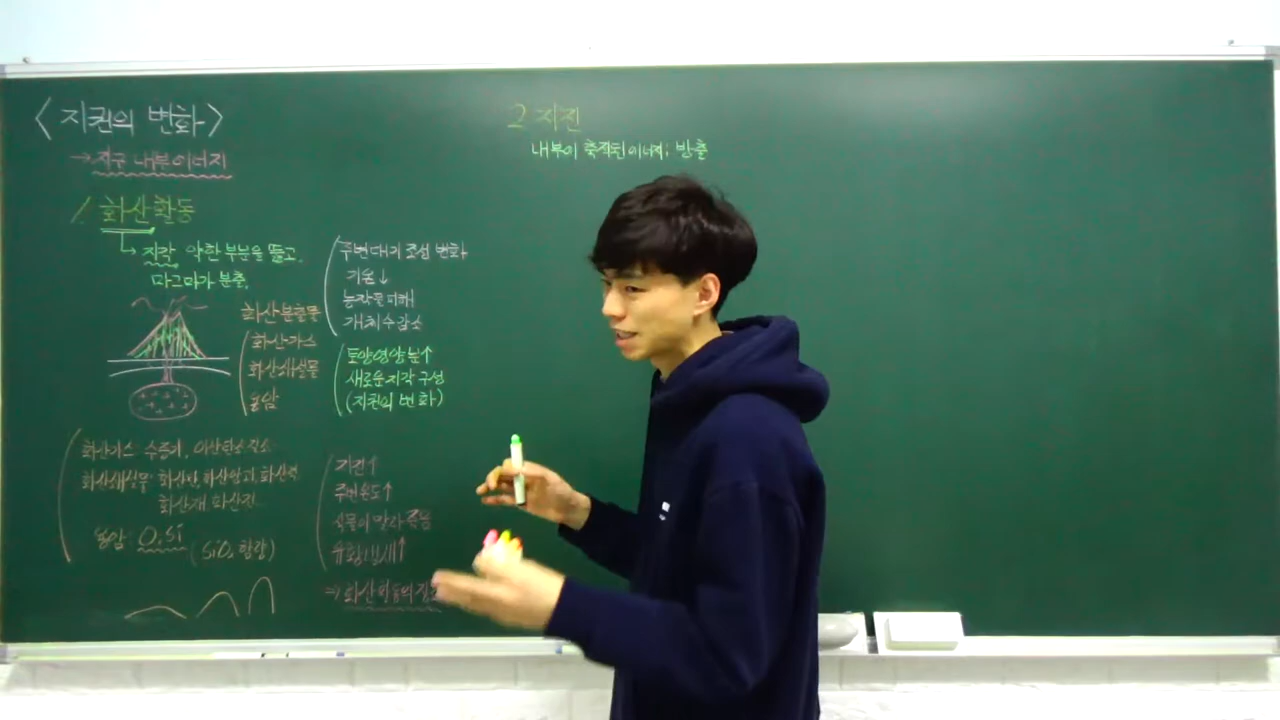 <지권의 변화>
→ 지구 내부 에너지
1. 화산활동
지각 약한 부분을 뚫고,
마그마가 분출.
화산분출물
화산가스
화산쇄설물
용암
화산가스 수증기, 이산화탄소
화산쇄설물: 화산탄, 화산암괴, 화산력
화산재 화산진
용암: O, Si
(SiO₂ 함량)
주변 대기 조성 변화
기온↓
농작물 피해
개체수 감소
토양 영양분↑
새로운 지각 구성
(지권의 변화)
지진↑
주변온도↑
식물이 말라 죽음
유황냄새↑
⇒ 화산활동의
2 지진
내부에 축적된 에너지: 방출